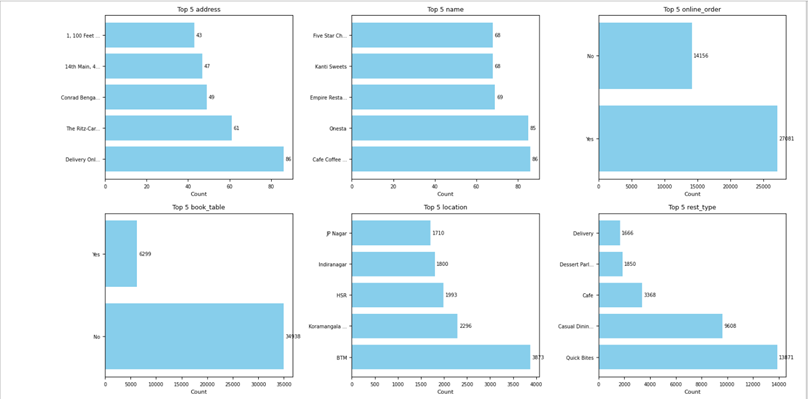 Top 5 address
1, 100 Feet ...
43
14th Main, 4...
47
Conrad Benga...
49
The Ritz-Car...
61
Delivery Onl...
86
0 20 40 60 80
Count
Top 5 name
Five Star Ch...
68
Kanti Sweets
68
Empire Resta...
69
Onesta
85
Cafe Coffee ...
86
0 20 40 60 80
Count
Top 5 online_order
No
14156
Yes
27081
0 5000 10000 15000 20000 25000
Count
Top 5 book_table
Yes
6299
No
34938
0 5000 10000 15000 20000 25000 30000 35000
Count
Top 5 location
JP Nagar
1710
Indiranagar
1800
HSR
1993
Koramangala ...
2296
BTM
3873
0 500 1000 1500 2000 2500 3000 3500 4000
Count
Top 5 rest_type
Delivery
1666
Dessert Parl...
1850
Cafe
3368
Casual Dinin...
9608
Quick Bites
13871
0 2000 4000 6000 8000 10000 12000 14000
Count